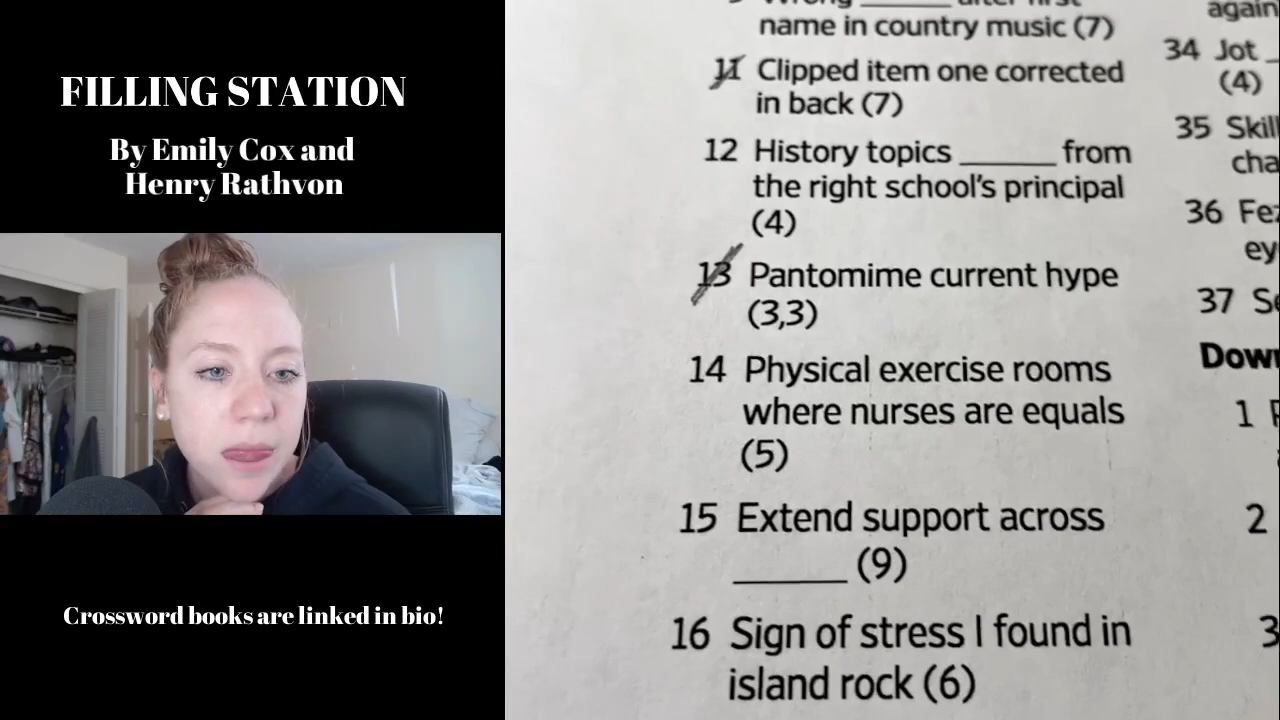 FILLING STATION
By Emily Cox and
Henry Rathvon
Crossword books are linked in bio!
name in country music (7)
11 Clipped item one corrected
in back (7)
12 History topics ______ from
the right school's principal
(4)
13 Pantomime current hype
(3,3)
14 Physical exercise rooms
where nurses are equals
(5)
15 Extend support across
______ (9)
16 Sign of stress I found in
island rock (6)
again
34 Jot
(4)
35
36
37
Down
1
2
3